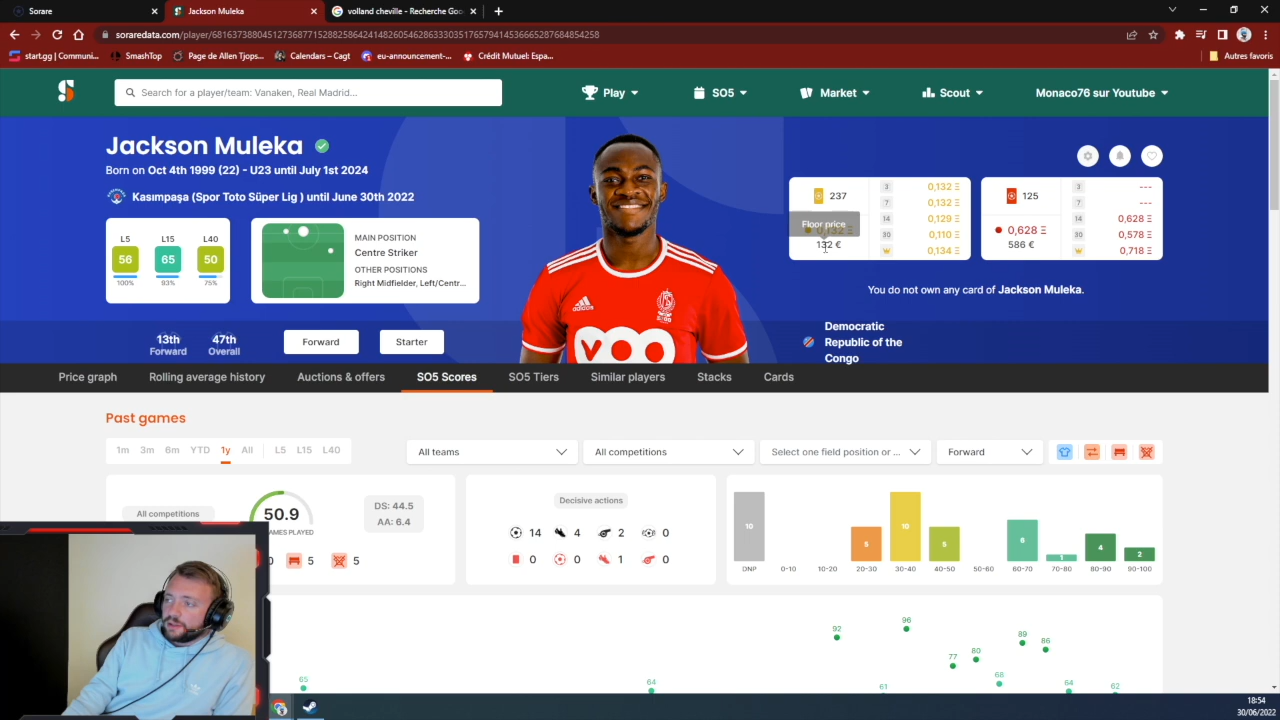 Sorare
Jackson Muleka
volland cheville - Recherche Goo
soraredata.com/player/68163738804512736877152882586424148260546286333035176579141453666528768485425​8
start.gg | Communi...
SmashTop
Page de Allen Tjops...
Calendars – Cagt
eu-announcement-...
Crédit Mutuel: Espa...
Autres favoris
Search for a player/team: Vanaken, Real Madrid...
Play
SO5
Market
Scout
Monaco76 sur Youtube
Jackson Muleka
Born on Oct 4th 1999 (22) - U23 until July 1st 2024
Kasımpaşa (Spor Toto Süper Lig ) until June 30th 2022
L5 L15 L40
56 65 50
100% 93% 75%
MAIN POSITION
Centre Striker
OTHER POSITIONS
Right Midfielder, Left/Centr...
13th
Forward
47th
Overall
Forward
Starter
VOO
adidas
237
Floor price
132 €
3 0,132 Ξ
7 0,132 Ξ
14 0,129 Ξ
30 0,110 Ξ
0,134 Ξ
125
0,628 Ξ
586 €
3 ---
7 ---
14 0,628 Ξ
30 0,578 Ξ
0,718 Ξ
You do not own any card of Jackson Muleka.
Democratic
Republic of the
Congo
Price graph
Rolling average history
Auctions & offers
SO5 Scores
SO5 Tiers
Similar players
Stacks
Cards
Past games
1m 3m 6m YTD 1y All L5 L15 L40
All teams
All competitions
Select one field position or ...
Forward
All competitions
50.9
GAMES PLAYED
DS: 44.5
AA: 6.4
0 5 5
Decisive actions
14 4 2 0
0 0 1 0
10 5 10 5 6 1 4 2
DNP 0-10 10-20 20-30 30-40 40-50 50-60 60-70 70-80 80-90 90-100
65
64
92
61
96
77
80
68
89
86
64
62
18:54
30/06/2022